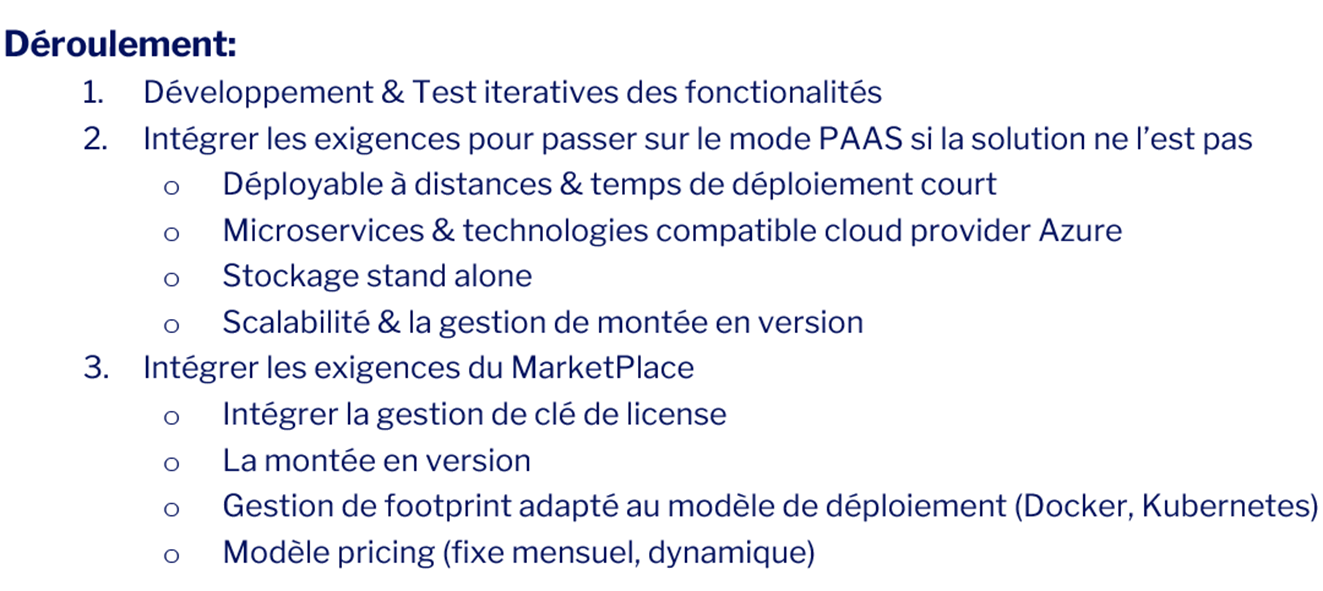 Déroulement:
1. Développement & Test iteratives des fonctionalités
2. Intégrer les exigences pour passer sur le mode PAAS si la solution ne l’est pas
o Déployable à distances & temps de déploiement court
o Microservices & technologies compatible cloud provider Azure
o Stockage stand alone
o Scalabilité & la gestion de montée en version
3. Intégrer les exigences du MarketPlace
o Intégrer la gestion de clé de license
o La montée en version
o Gestion de footprint adapté au modèle de déploiement (Docker, Kubernetes)
o Modèle pricing (fixe mensuel, dynamique)